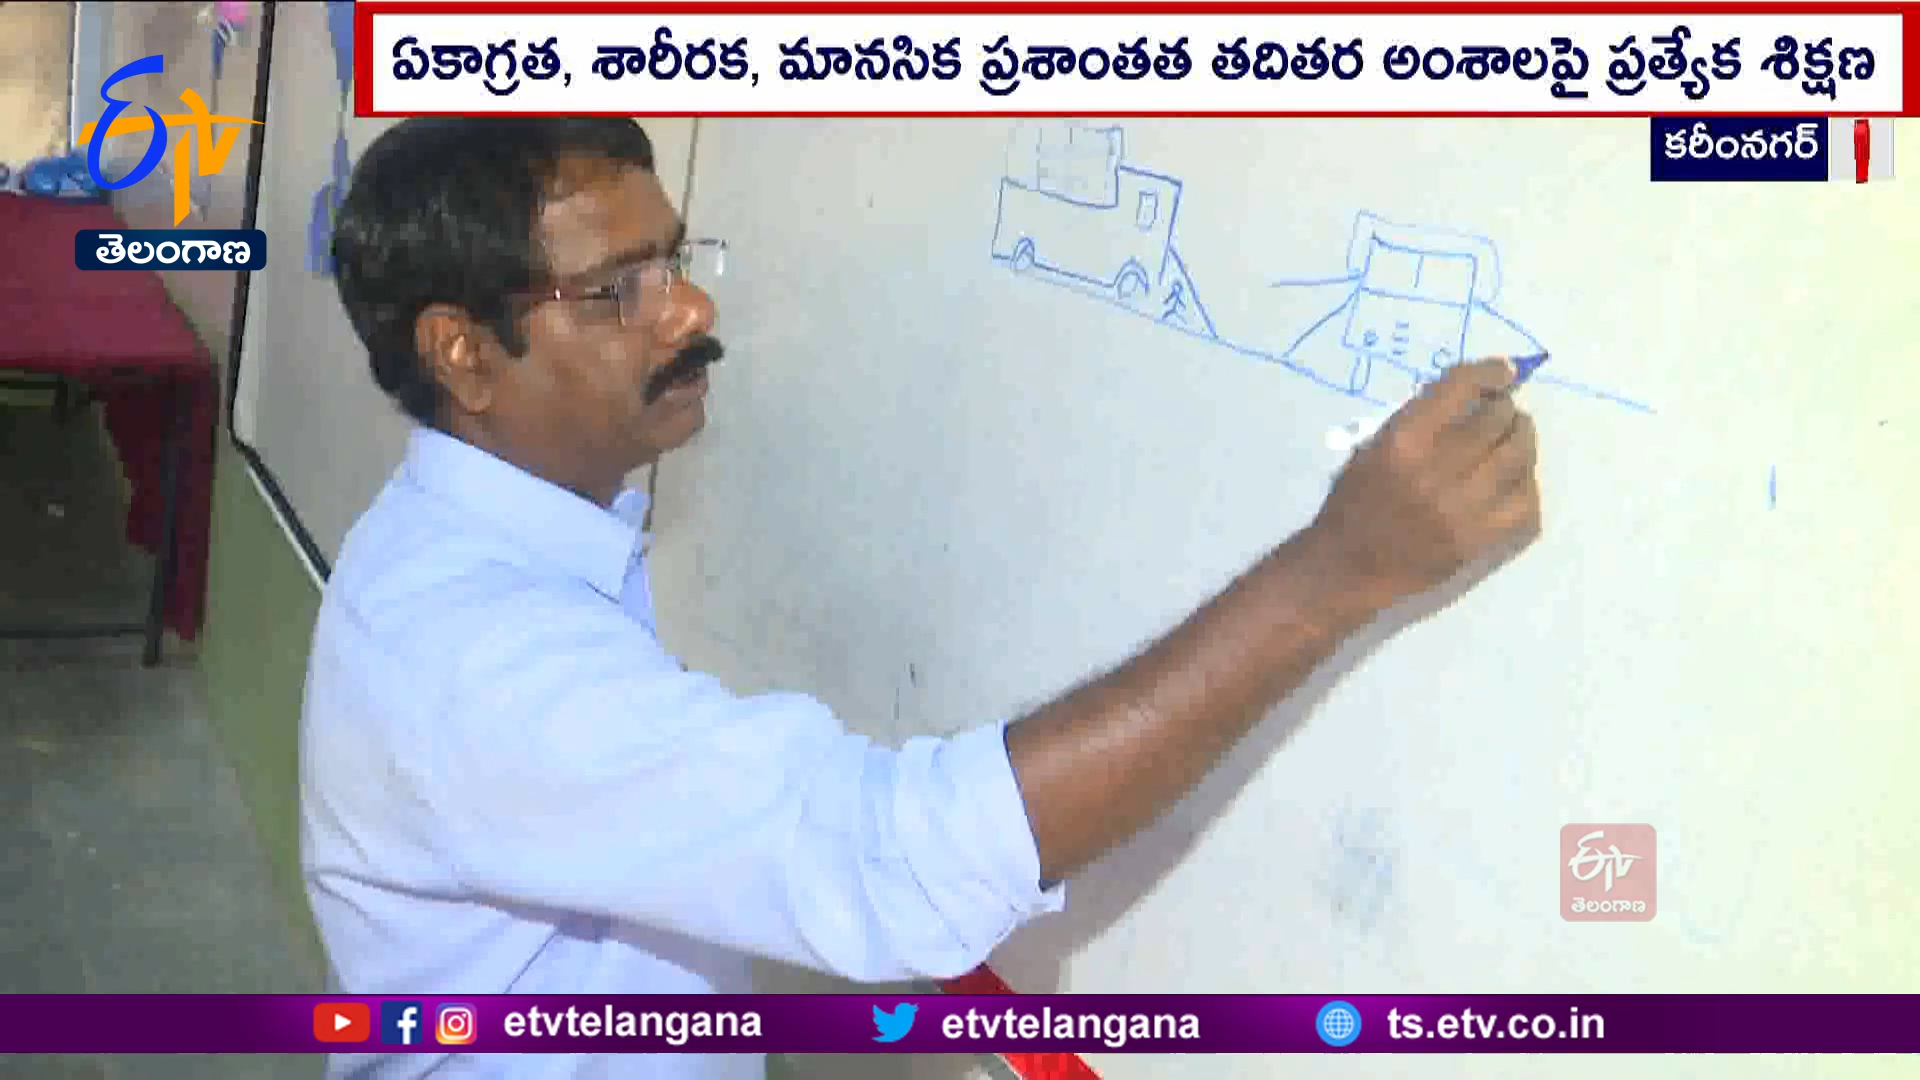 ఏకాగ్రత, శారీరక, మానసిక ప్రశాంతత తదితర అంశాలపై ప్రత్యేక శిక్షణ
కరీంనగర్
etv
తెలంగాణ
etv
తెలంగాణ
etvtelangana
etvtelangana
ts.etv.co.in